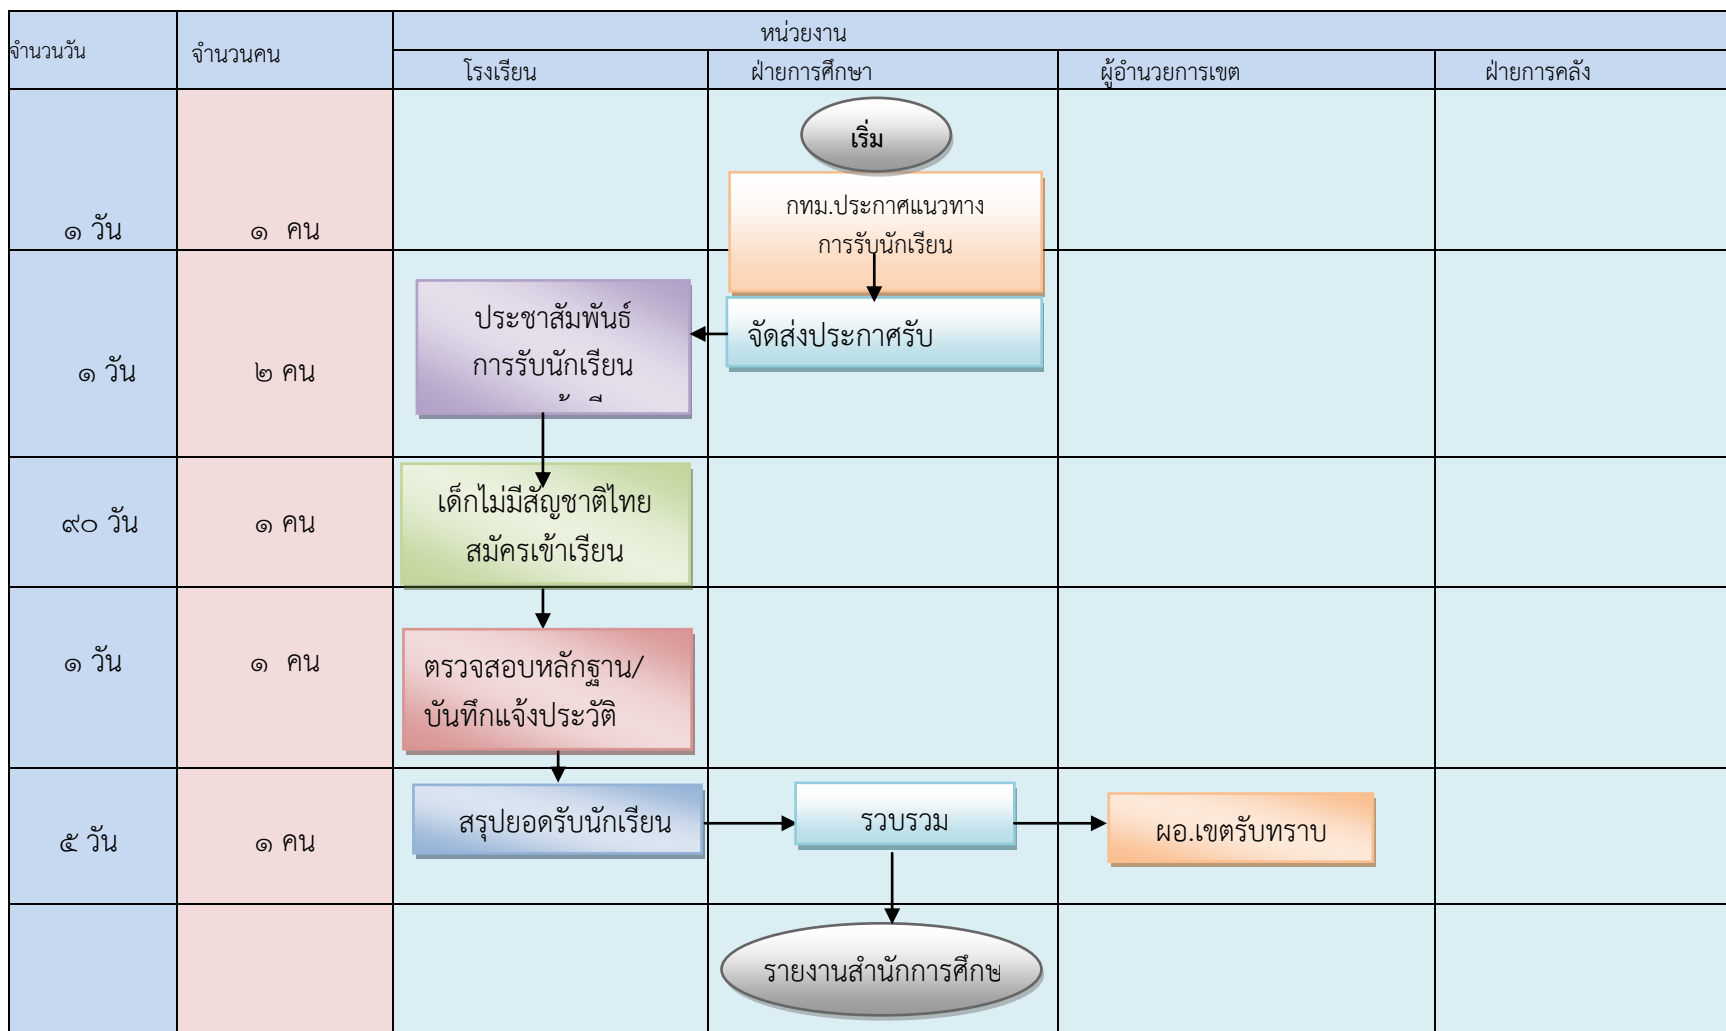 หน่วยงาน
จำนวนวัน
จำนวนคน
โรงเรียน
ฝ่ายการศึกษา
ผู้อำนวยการเขต
ฝ่ายการคลัง
เริ่ม
กทม.ประกาศแนวทาง
การรับนักเรียน
๑ วัน
๑ คน
จัดส่งประกาศรับ
ประชาสัมพันธ์
การรับนักเรียน
๑ วัน
๒ คน
เด็กไม่มีสัญชาติไทย
สมัครเข้าเรียน
๙๐ วัน
๑ คน
ตรวจสอบหลักฐาน/
บันทึกแจ้งประวัติ
๑ วัน
๑ คน
สรุปยอดรับนักเรียน
รวบรวม
ผอ.เขตรับทราบ
๕ วัน
๑ คน
รายงานสำนักการศึกษ